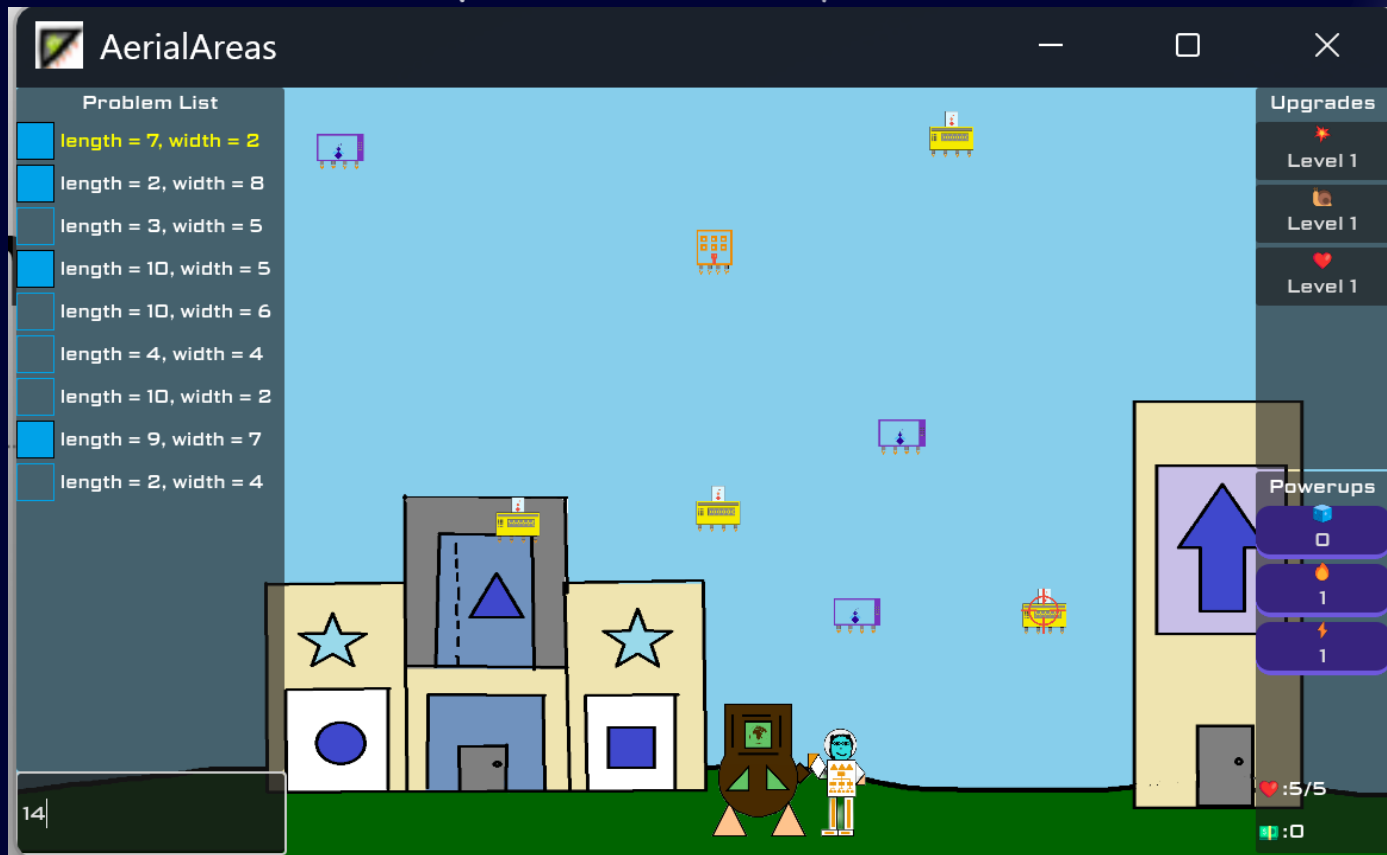 AerialAreas
Problem List
length = 7, width = 2
length = 2, width = 8
length = 3, width = 5
length = 10, width = 5
length = 10, width = 6
length = 4, width = 4
length = 10, width = 2
length = 9, width = 7
length = 2, width = 4
14
Upgrades
Level 1
Level 1
Level 1
Powerups
0
1
1
:5/5
:0